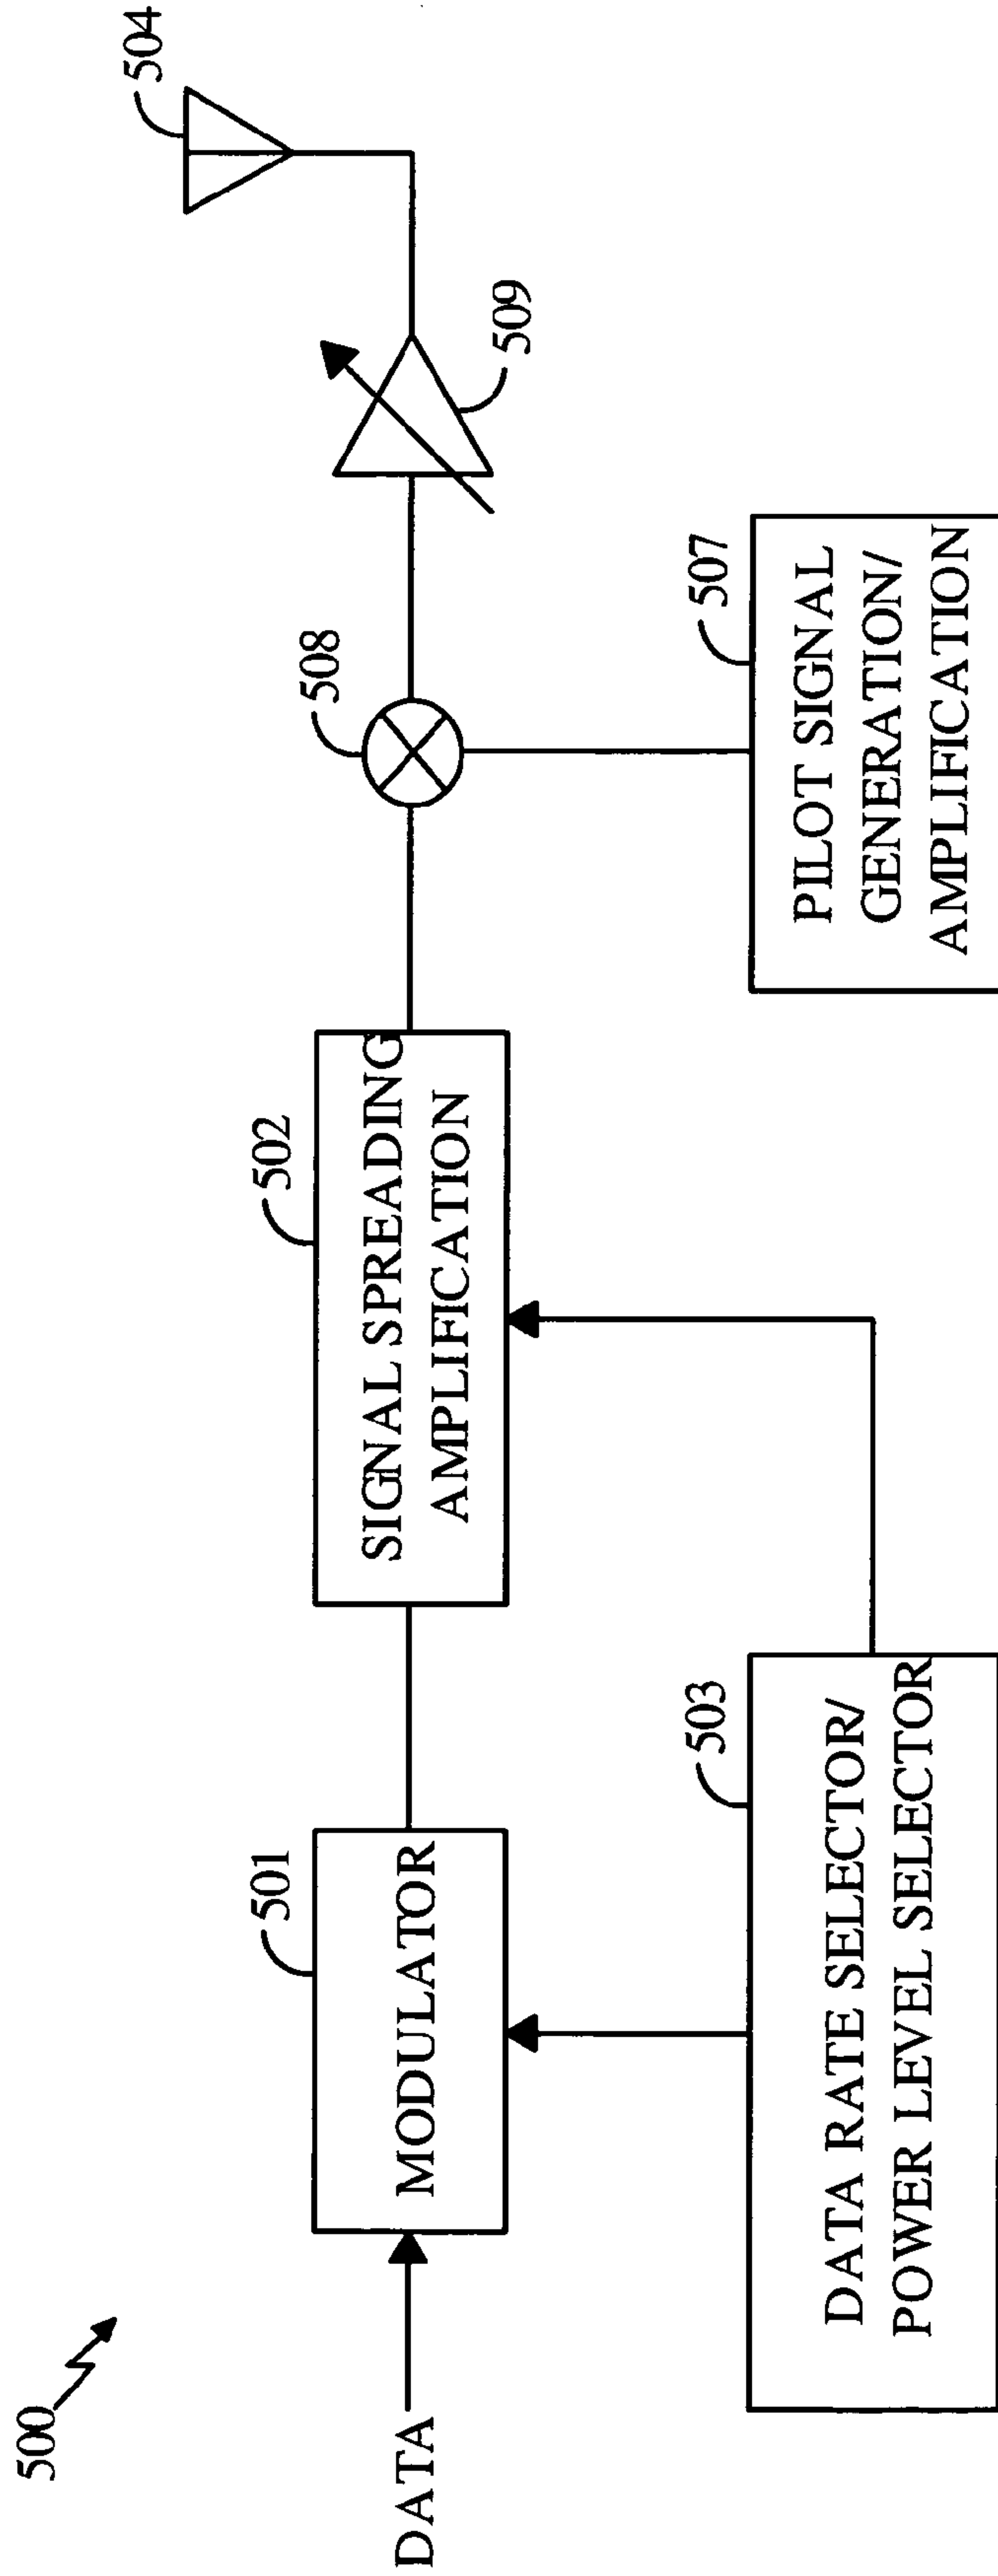 500
DATA
501
MODULATOR
502
SIGNAL SPREADING
AMPLIFICATION
503
DATA RATE SELECTOR/
POWER LEVEL SELECTOR
508
507
PILOT SIGNAL
GENERATION/
AMPLIFICATION
509
504